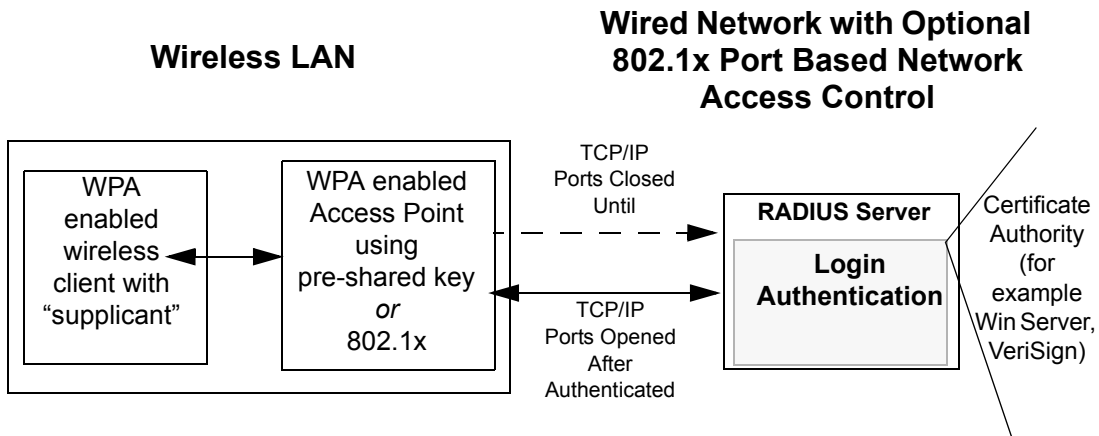 Wireless LAN
Wired Network with Optional
802.1x Port Based Network
Access Control
WPA
enabled
wireless
client with
“supplicant”
WPA enabled
Access Point
using
pre-shared key
or
802.1x
TCP/IP
Ports Closed
Until
TCP/IP
Ports Opened
After
Authenticated
RADIUS Server
Login
Authentication
Certificate
Authority
(for
example
Win Server,
VeriSign)